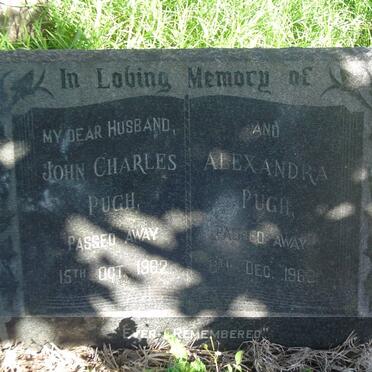 In Loving Memory of
MY DEAR HUSBAND,
JOHN CHARLES
PUGH,
PASSED AWAY
15TH OCT. 1962.
AND
ALEXANDRA
PUGH,
PASSED AWAY
DEC.
"EVER REMEMBERED"